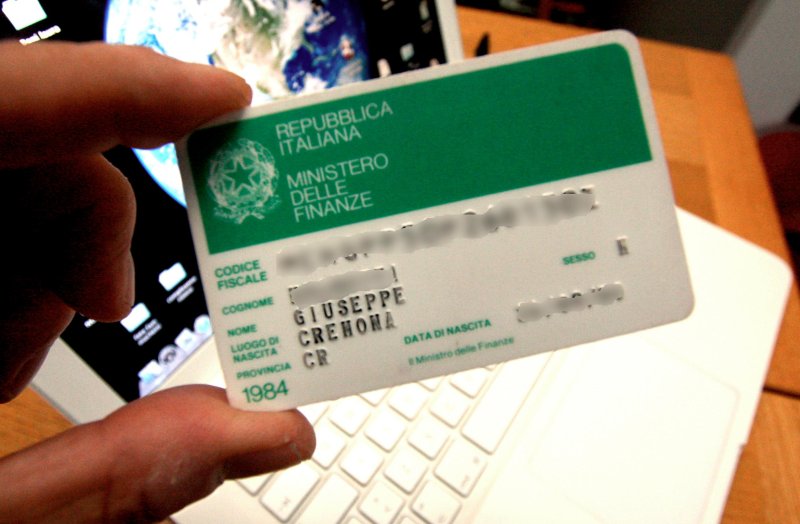 REPUBBLICA
ITALIANA
MINISTERO
DELLE
FINANZE
CODICE
FISCALE
COGNOME
NOME GIUSEPPE
LUOGO DI
NASCITA CREMONA
PROVINCIA CR
SESSO M
DATA DI NASCITA
Il Ministro delle Finanze
1984